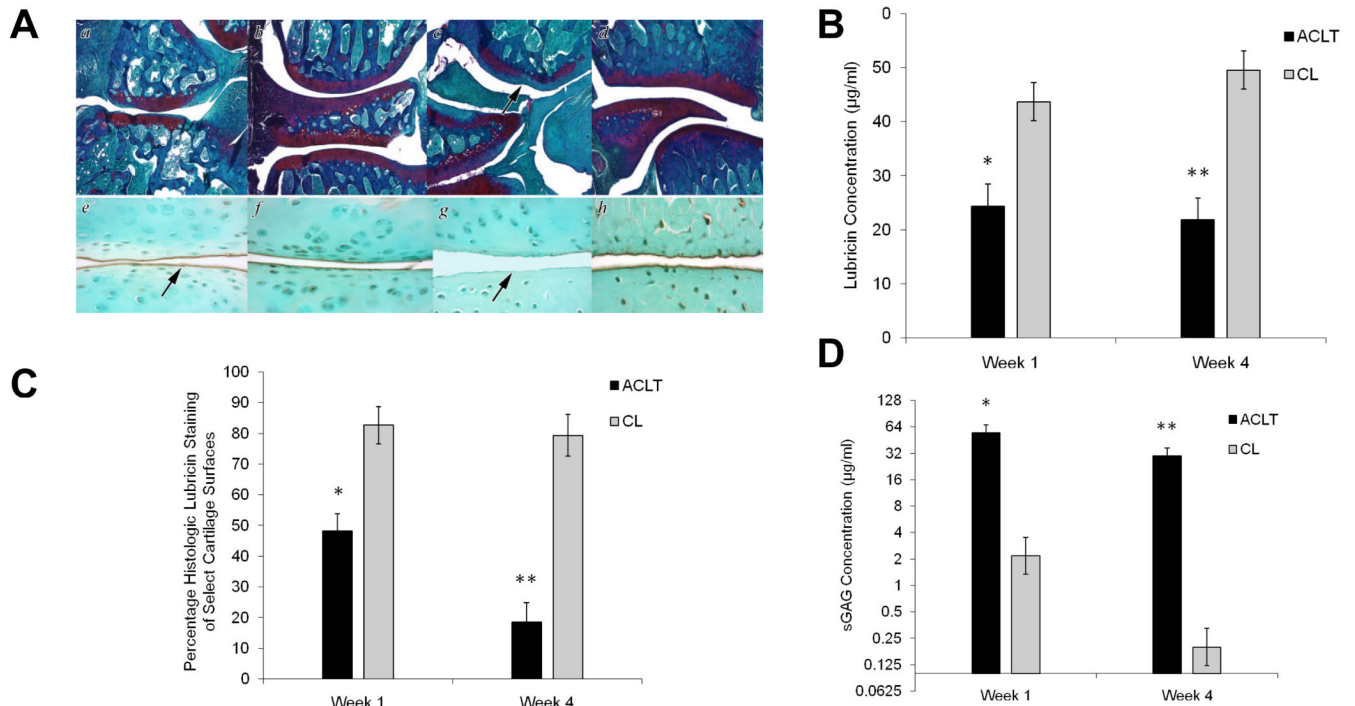 A
a
b
c
d
e
f
g
h
B
Lubricin Concentration (µg/ml)
0
50
40
30
20
10
0
*
**
ACLT
CL
Week 1
Week 4
C
Percentage Histologic Lubricin Staining
of Select Cartilage Surfaces
100
90
80
70
60
50
40
30
20
10
0
*
**
ACLT
CL
Week 1
Week 4
D
sGAG Concentration (µg/ml)
128
64
32
16
8
4
2
1
0.5
0.25
0.125
0.0625
*
**
ACLT
CL
Week 1
Week 4